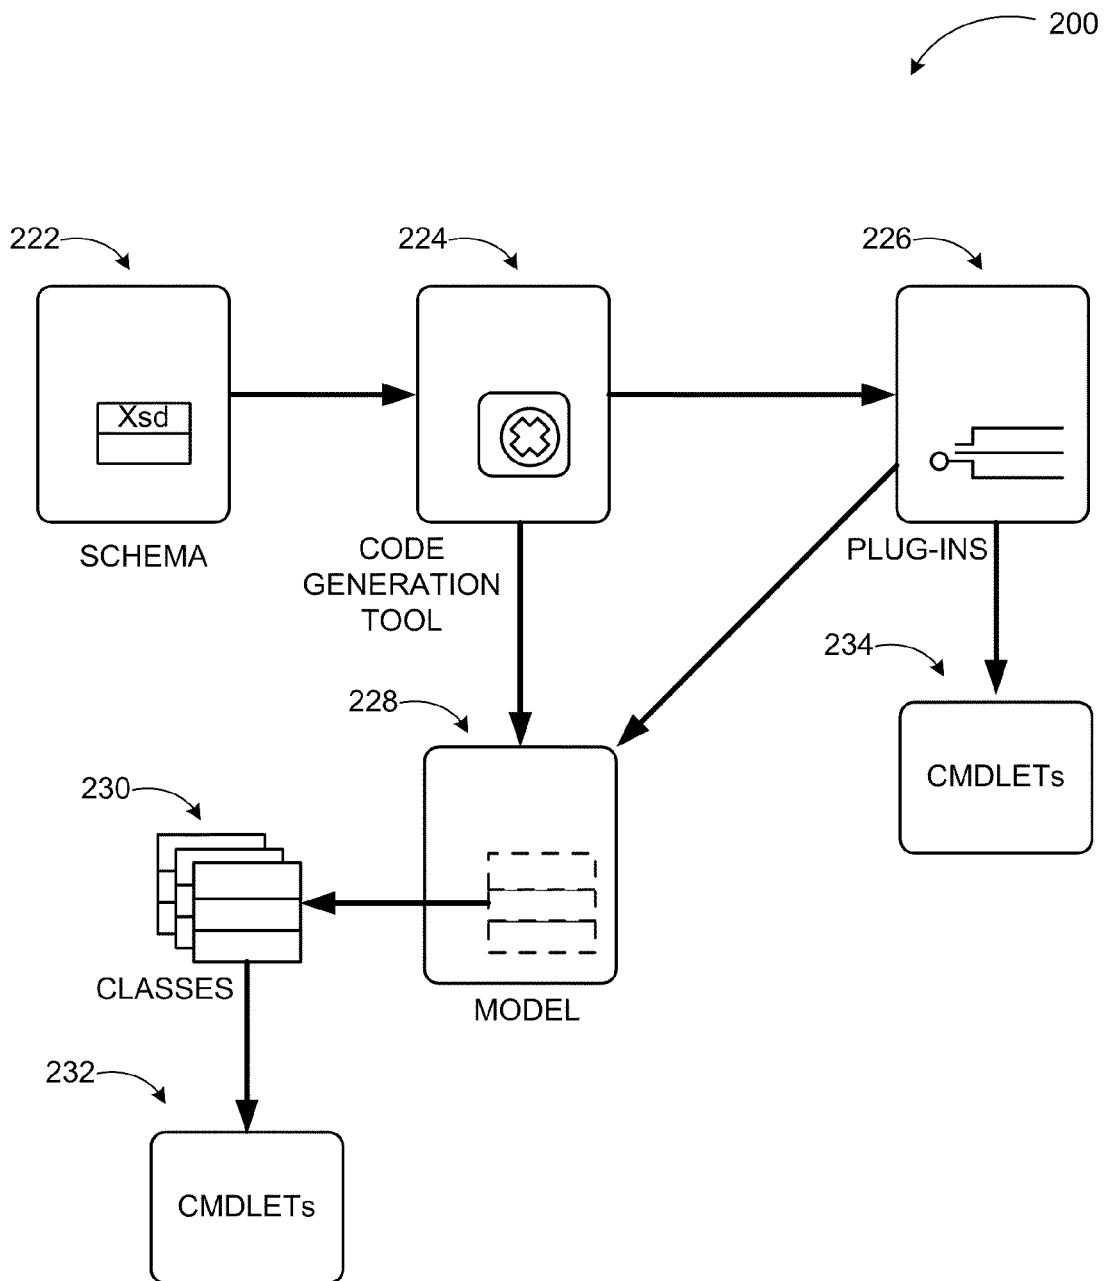 200
222
224
226
Xsd
SCHEMA
CODE
GENERATION
TOOL
PLUG-INS
234
228
CMDLETs
230
CLASSES
MODEL
232
CMDLETs